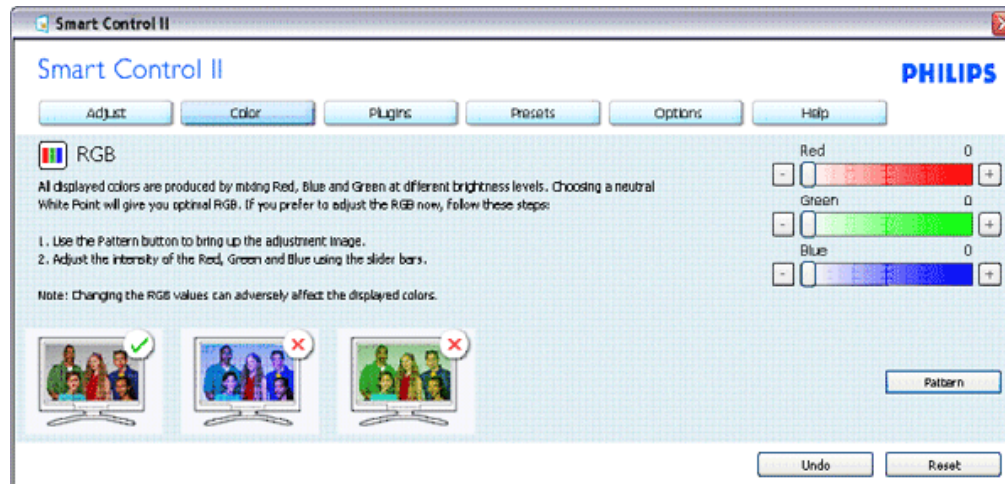 Smart Control II
Smart Control II
PHILIPS
Adjust
Color
Plugins
Presets
Options
Help
RGB
All displayed colors are produced by mixing Red, Blue and Green at different brightness levels. Choosing a neutral
White Point will give you optimal RGB. If you prefer to adjust the RGB now, follow these steps:
1. Use the Pattern button to bring up the adjustment image.
2. Adjust the intensity of the Red, Green and Blue using the slider bars.
Note: Changing the RGB values can adversely affect the displayed colors.
Red 0
- +
Green 0
- +
Blue 0
- +
Pattern
Undo
Reset